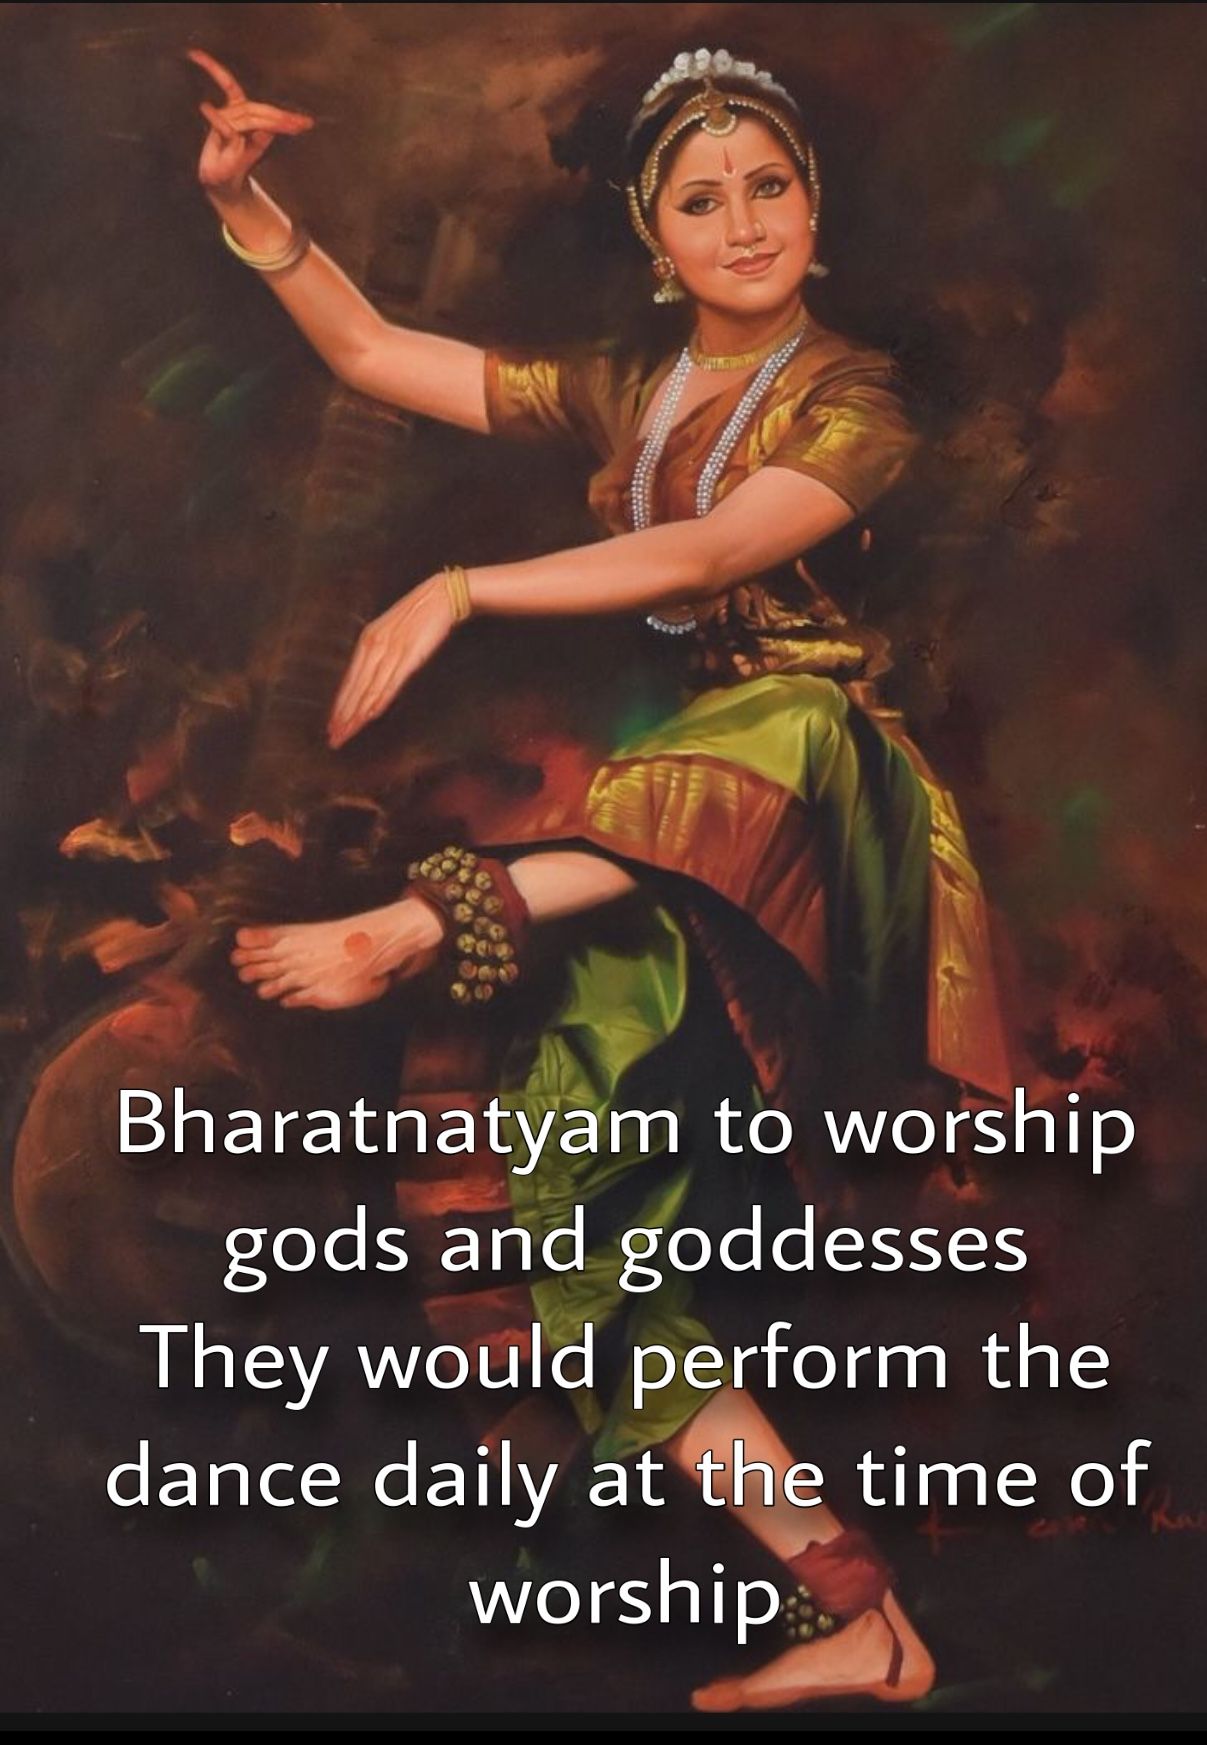 Bharatnatyam to worship
gods and goddesses
They would perform the
dance daily at the time of
worship